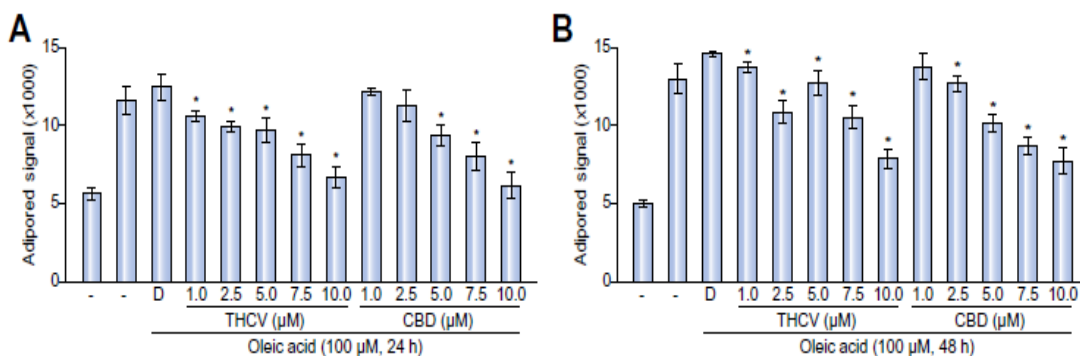 A
Adipored signal (x1000)
15
10
5
0
* * * * * * * *
- - D 1.0 2.5 5.0 7.5 10.0 1.0 2.5 5.0 7.5 10.0
THCV (µM) CBD (µM)
Oleic acid (100 µM, 24 h)
B
Adipored signal (x1000)
15
10
5
0
* * * * * * * * *
- - D 1.0 2.5 5.0 7.5 10.0 1.0 2.5 5.0 7.5 10.0
THCV (µM) CBD (µM)
Oleic acid (100 µM, 48 h)